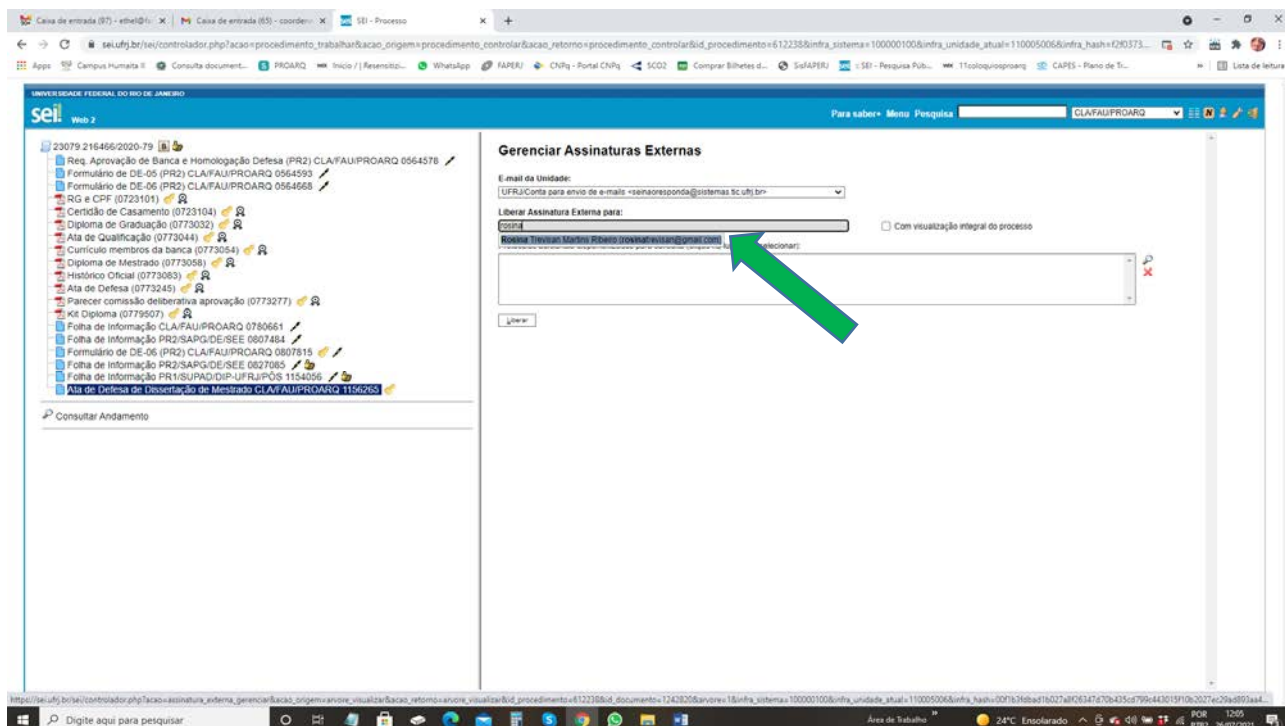 Caixa de entrada (97) - ethel@f
Caixa de entrada (65) - coorden
SEI - Processo
sei.ufrj.br/sei/controlador.php?acao=procedimento_trabalhar&acao_origem=procedimento_controlar&acao_retorno=procedimento_controlar&id_procedimento=612238&infra_sistema=100000100&infra_unidade_atual=110005006&infra_hash=f2f0373...
Apps
Campus Humaita II
Consulta document...
PROARQ
WhatsApp
FAPERJ
CNPq - Portal CNPq
SCO2
Comprar Bilhetes d...
SisFAPERJ
:: SEI - Pesquisa Púb...
11coloquiosproarq
CAPES - Plano de Tr...
Lista de leitura
UNIVERSIDADE FEDERAL DO RIO DE JANEIRO
sei! Web 2
Para saber+ Menu Pesquisa
CLA/FAU/PROARQ
23079.216466/2020-79
Req. Aprovação de Banca e Homologação Defesa (PR2) CLA/FAU/PROARQ 0564578
Formulário de DE-05 (PR2) CLA/FAU/PROARQ 0564593
Formulário de DE-06 (PR2) CLA/FAU/PROARQ 0564668
RG e CPF (0723101)
Certidão de Casamento (0723104)
Diploma de Graduação (0773032)
Ata de Qualificação (0773044)
Currículo membros da banca (0773054)
Diploma de Mestrado (0773058)
Histórico Oficial (0773083)
Ata de Defesa (0773245)
Parecer comissão deliberativa aprovação (0773277)
Kit Diploma (0779507)
Folha de Informação CLA/FAU/PROARQ 0780661
Folha de Informação PR2/SAPG/DE/SEE 0807484
Formulário de DE-06 (PR2) CLA/FAU/PROARQ 0807815
Folha de Informação PR2/SAPG/DE/SEE 0827085
Folha de Informação PR1/SUPAD/DIP-UFRJ/PÓS 1154056
Ata de Defesa de Dissertação de Mestrado CLA/FAU/PROARQ 1156265
Consultar Andamento
Gerenciar Assinaturas Externas
E-mail da Unidade:
UFRJ/Conta para envio de e-mails <seinaoresponda@sistemas.tic.ufrj.br>
Liberar Assinatura Externa para:
rosina
Com visualização integral do processo
Rosina Trevisan Martins Ribeiro (rosinatrevisan@gmail.com)
selecionar):
Liberar
Digite aqui para pesquisar
Área de Trabalho
24°C Ensolarado
POR
12:05
16/07/2021